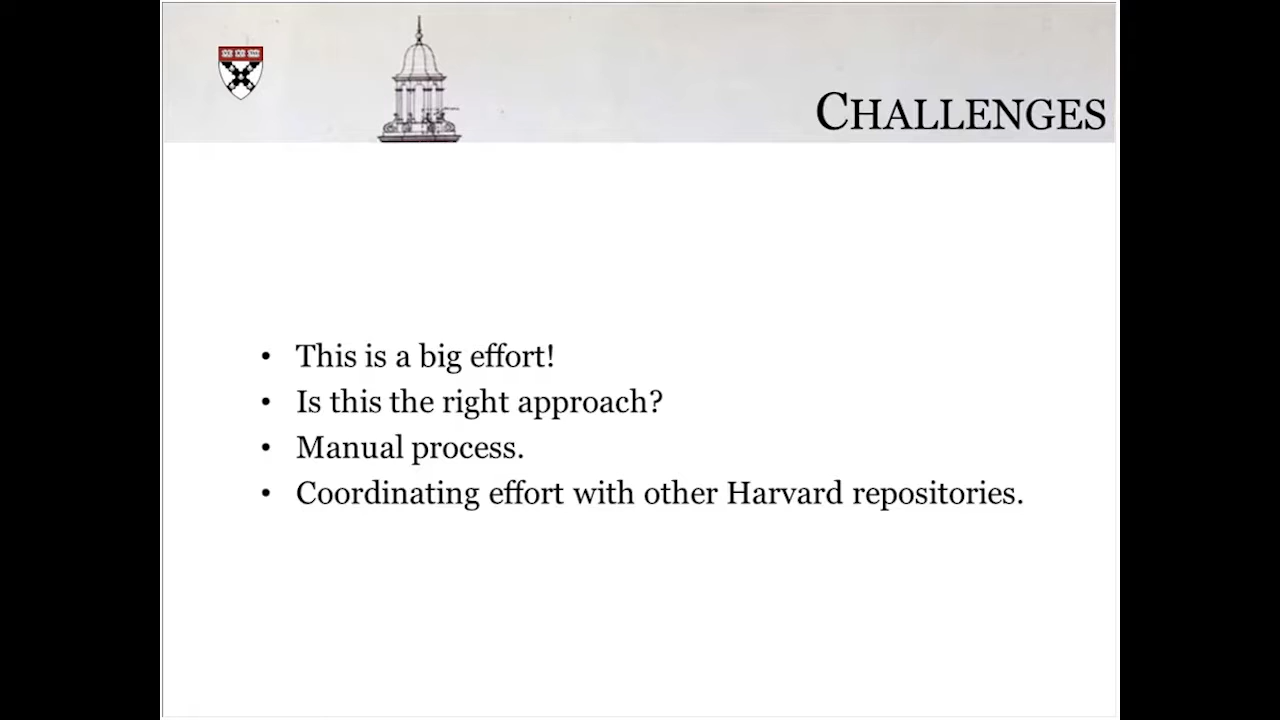 CHALLENGES
• This is a big effort!
• Is this the right approach?
• Manual process.
• Coordinating effort with other Harvard repositories.